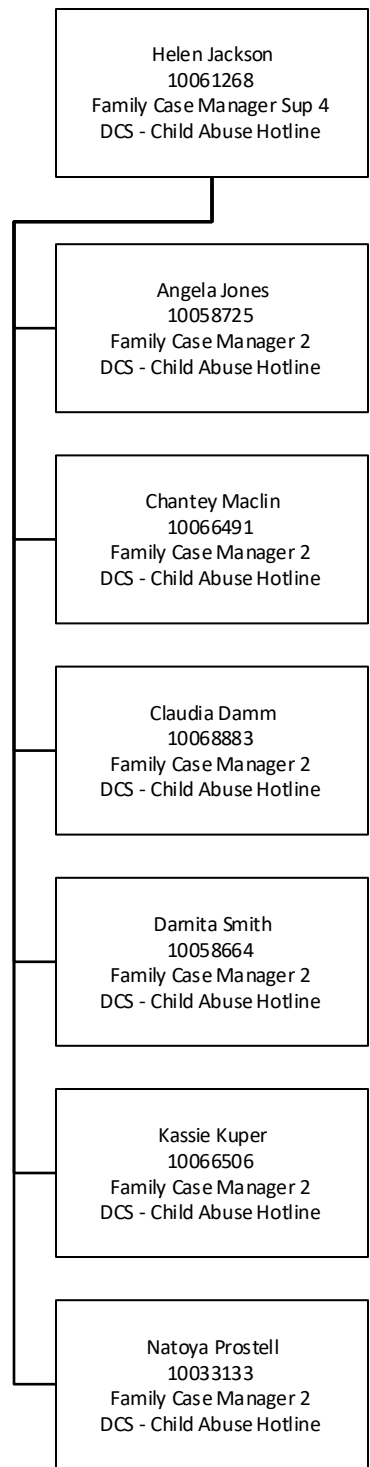 Helen Jackson
10061268
Family Case Manager Sup 4
DCS - Child Abuse Hotline
Angela Jones
10058725
Family Case Manager 2
DCS - Child Abuse Hotline
Chantey Maclin
10066491
Family Case Manager 2
DCS - Child Abuse Hotline
Claudia Damm
10068883
Family Case Manager 2
DCS - Child Abuse Hotline
Darnita Smith
10058664
Family Case Manager 2
DCS - Child Abuse Hotline
Kassie Kuper
10066506
Family Case Manager 2
DCS - Child Abuse Hotline
Natoya Prostell
10033133
Family Case Manager 2
DCS - Child Abuse Hotline